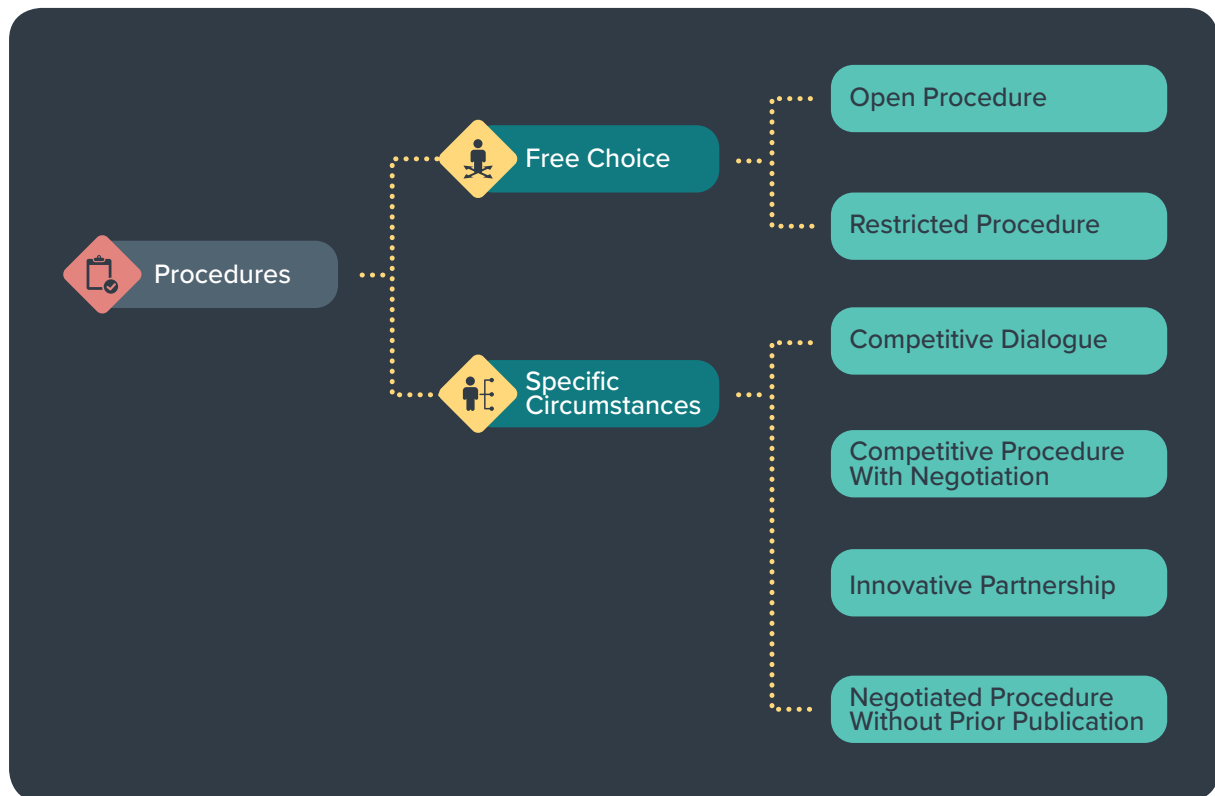 Procedures
Free Choice
Open Procedure
Restricted Procedure
Specific
Circumstances
Competitive Dialogue
Competitive Procedure
With Negotiation
Innovative Partnership
Negotiated Procedure
Without Prior Publication